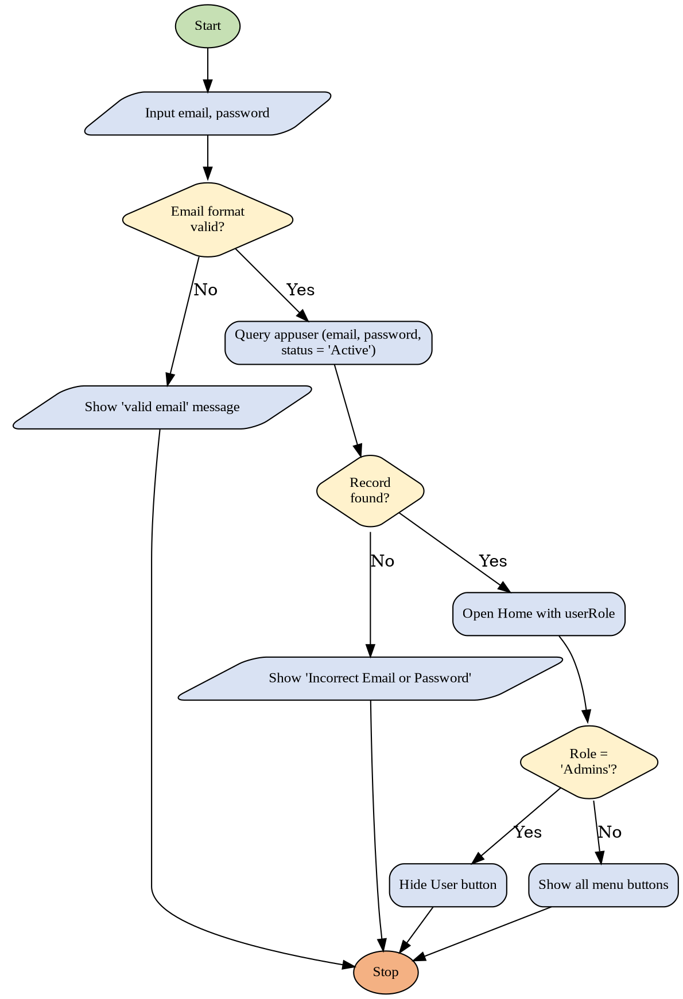 Start
Input email, password
Email format
valid?
No
Yes
Query appuser (email, password,
status = 'Active')
Show 'valid email' message
Record
found?
No
Yes
Open Home with userRole
Show 'Incorrect Email or Password'
Role =
'Admins'?
Yes
No
Hide User button
Show all menu buttons
Stop